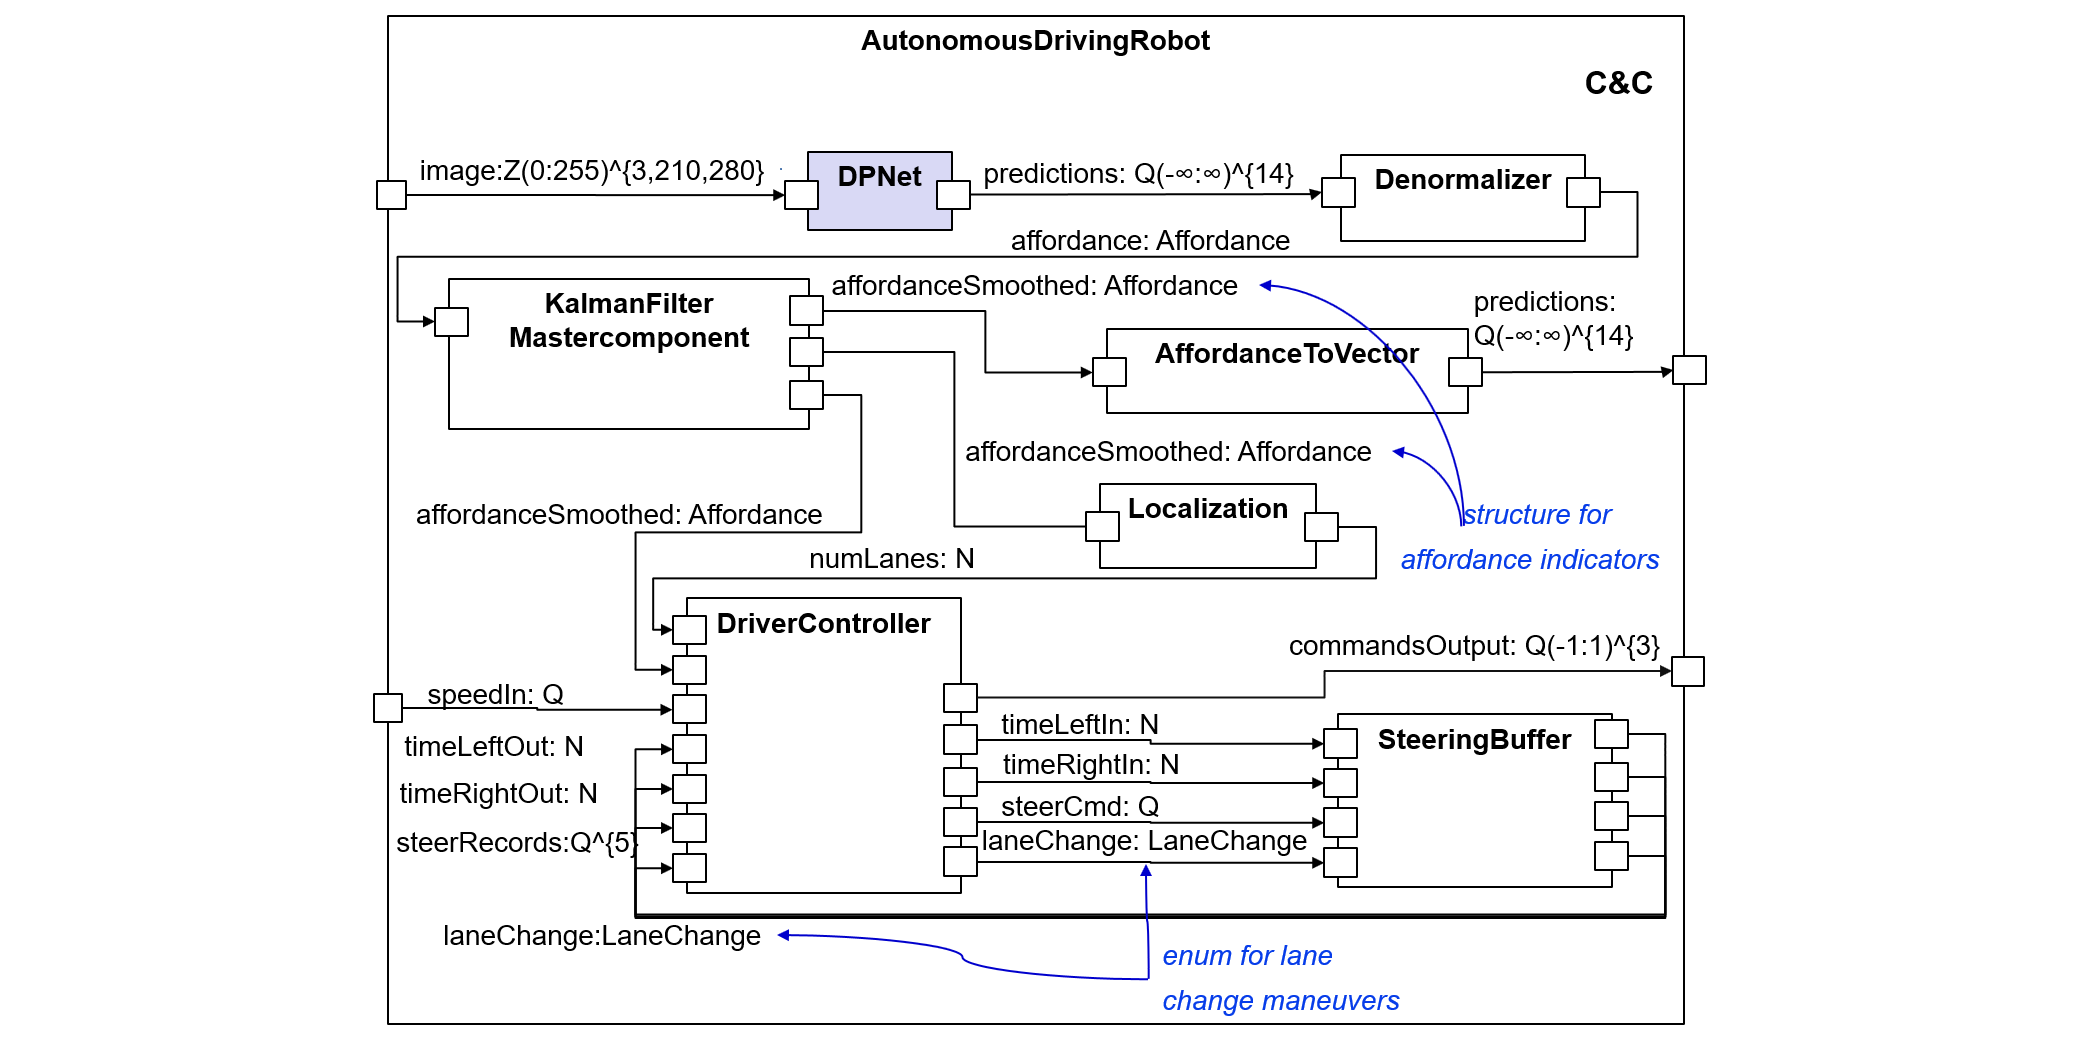 AutonomousDrivingRobot
C&C
image:Z(0:255)^{3,210,280}
DPNet
predictions: Q(-∞:∞)^{14}
Denormalizer
affordance: Affordance
KalmanFilter
Mastercomponent
affordanceSmoothed: Affordance
predictions:
Q(-∞:∞)^{14}
AffordanceToVector
affordanceSmoothed: Affordance
Localization
structure for
affordance indicators
affordanceSmoothed: Affordance
numLanes: N
DriverController
commandsOutput: Q(-1:1)^{3}
speedIn: Q
timeLeftOut: N
timeRightOut: N
steerRecords:Q^{5}
timeLeftIn: N
timeRightIn: N
steerCmd: Q
laneChange: LaneChange
SteeringBuffer
laneChange:LaneChange
enum for lane
change maneuvers